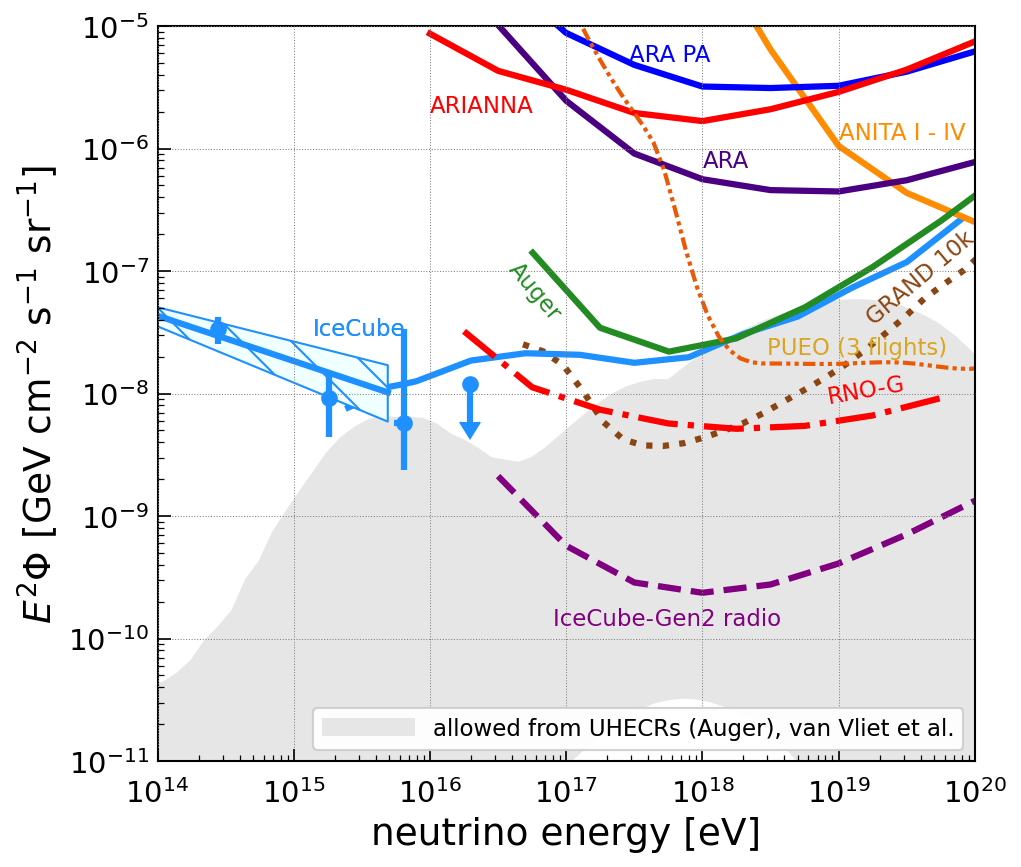 10⁻⁵
10⁻⁶
10⁻⁷
10⁻⁸
10⁻⁹
10⁻¹⁰
10⁻¹¹
E²Φ [GeV cm⁻² s⁻¹ sr⁻¹]
ARA PA
ARIANNA
ANITA I - IV
ARA
Auger
GRAND 10k
IceCube
PUEO (3 flights)
RNO-G
IceCube-Gen2 radio
allowed from UHECRs (Auger), van Vliet et al.
10¹⁴ 10¹⁵ 10¹⁶ 10¹⁷ 10¹⁸ 10¹⁹ 10²⁰
neutrino energy [eV]